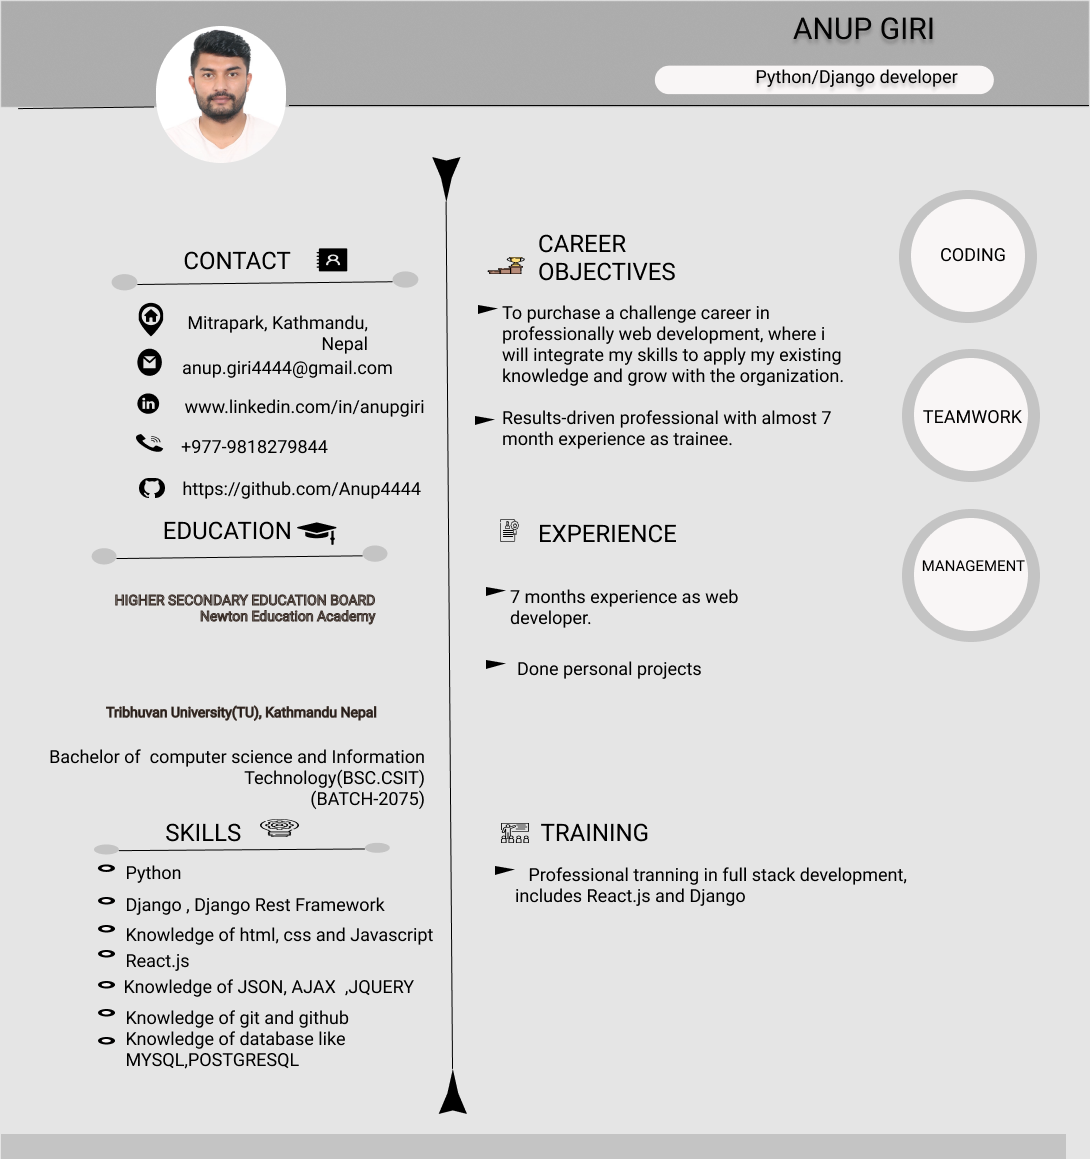 ANUP GIRI
Python/Django developer
CONTACT
Mitrapark, Kathmandu,
Nepal
anup.giri4444@gmail.com
www.linkedin.com/in/anupgiri
+977-9818279844
https://github.com/Anup4444
EDUCATION
HIGHER SECONDARY EDUCATION BOARD
Newton Education Academy
Tribhuvan University(TU), Kathmandu Nepal
Bachelor of  computer science and Information
Technology(BSC.CSIT)
(BATCH-2075)
SKILLS
Python
Django , Django Rest Framework
Knowledge of html, css and Javascript
React.js
Knowledge of JSON, AJAX  ,JQUERY
Knowledge of git and github
Knowledge of database like
MYSQL,POSTGRESQL
CAREER
OBJECTIVES
To purchase a challenge career in
professionally web development, where i
will integrate my skills to apply my existing
knowledge and grow with the organization.
Results-driven professional with almost 7
month experience as trainee.
EXPERIENCE
7 months experience as web
developer.
Done personal projects
TRAINING
Professional tranning in full stack development,
includes React.js and Django
CODING
TEAMWORK
MANAGEMENT